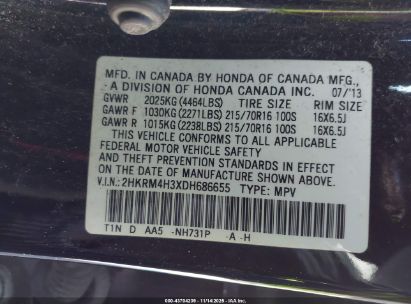 MFD. IN CANADA BY HONDA OF CANADA MFG.,
A DIVISION OF HONDA CANADA INC. 07/13
GVWR 2025KG (4464LBS) TIRE SIZE RIM SIZE
GAWR F 1030KG (2271LBS) 215/70R16 100S 16X6.5J
GAWR R 1015KG (2238LBS) 215/70R16 100S 16X6.5J
THIS VEHICLE CONFORMS TO ALL APPLICABLE
FEDERAL MOTOR VEHICLE SAFETY AND
THEFT PREVENTION STANDARDS IN EFFECT
ON THE DATE OF MANUFACTURE SHOWN ABOVE.
V.I.N.: 2HKRM4H3XDH686655 TYPE: MPV
T1N D AA5 -NH731P -A -H